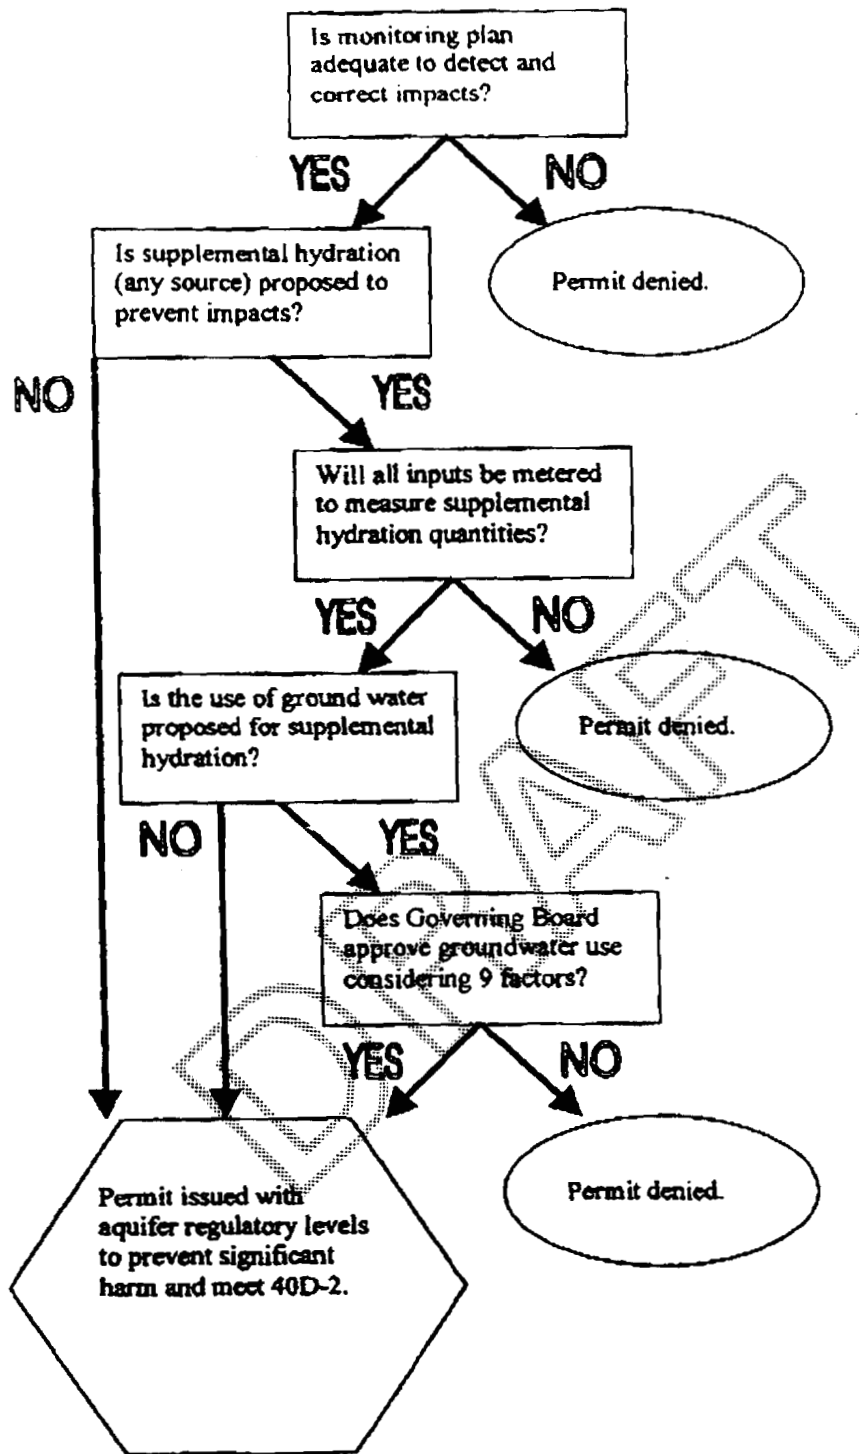 Is monitoring plan
adequate to detect and
correct impacts?
YES
NO
Is supplemental hydration
(any source) proposed to
prevent impacts?
Permit denied.
NO
YES
Will all inputs be metered
to measure supplemental
hydration quantities?
YES
NO
Is the use of ground water
proposed for supplemental
hydration?
Permit denied.
NO
YES
Does Governing Board
approve groundwater use
considering 9 factors?
YES
NO
Permit issued with
aquifer regulatory levels
to prevent significant
harm and meet 40D-2.
Permit denied.
DRAFT